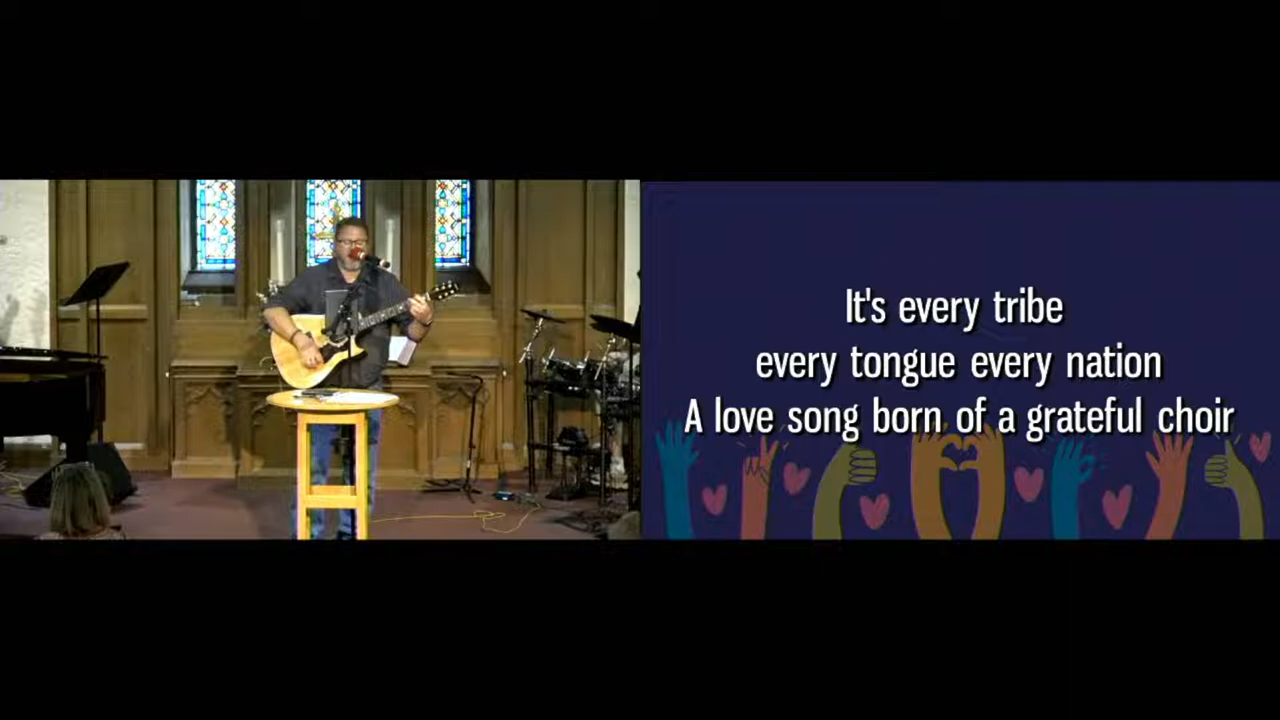 It's every tribe
every tongue every nation
A love song born of a grateful choir